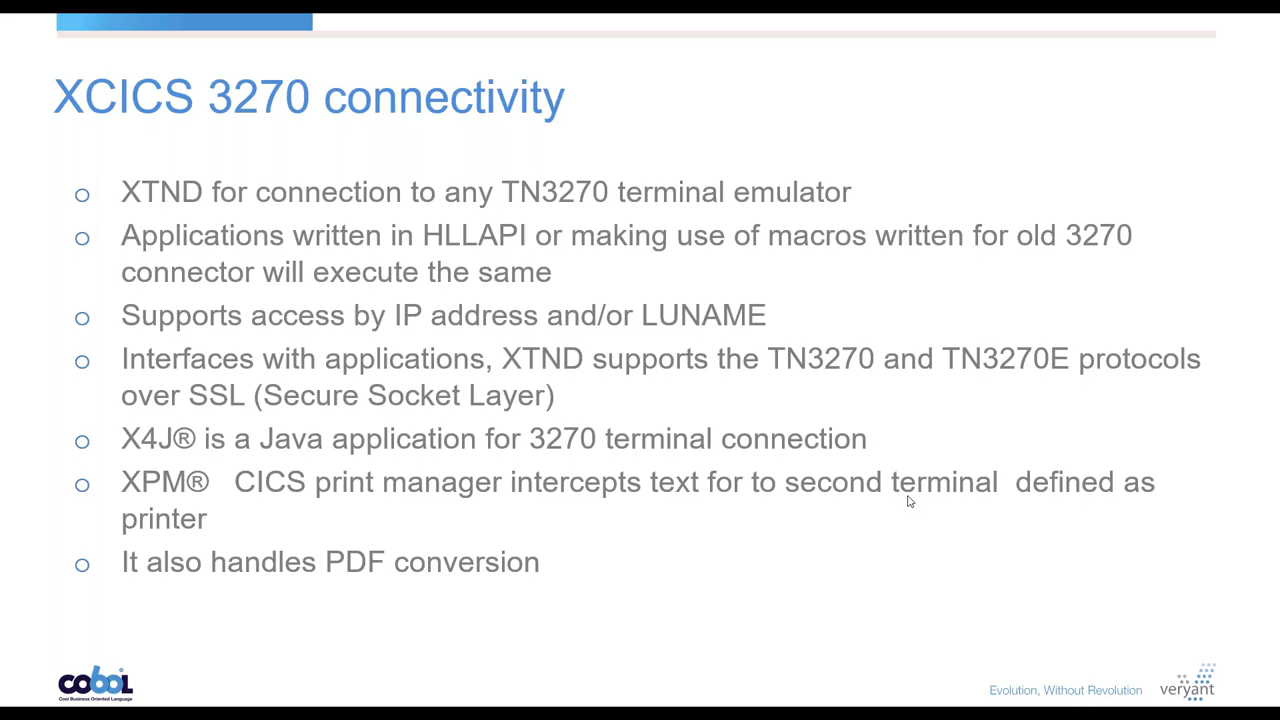 XCICS 3270 connectivity
o XTND for connection to any TN3270 terminal emulator
o Applications written in HLLAPI or making use of macros written for old 3270
connector will execute the same
o Supports access by IP address and/or LUNAME
o Interfaces with applications, XTND supports the TN3270 and TN3270E protocols
over SSL (Secure Socket Layer)
o X4J® is a Java application for 3270 terminal connection
o XPM®   CICS print manager intercepts text for to second terminal  defined as
printer
o It also handles PDF conversion
cobol
Cool Business Oriented Language
Evolution, Without Revolution
veryant